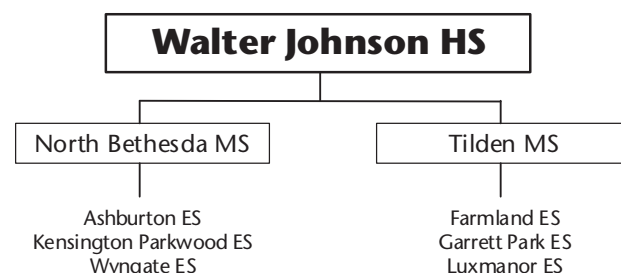 Walter Johnson HS
North Bethesda MS
Tilden MS
Ashburton ES
Kensington Parkwood ES
Wyngate ES
Farmland ES
Garrett Park ES
Luxmanor ES